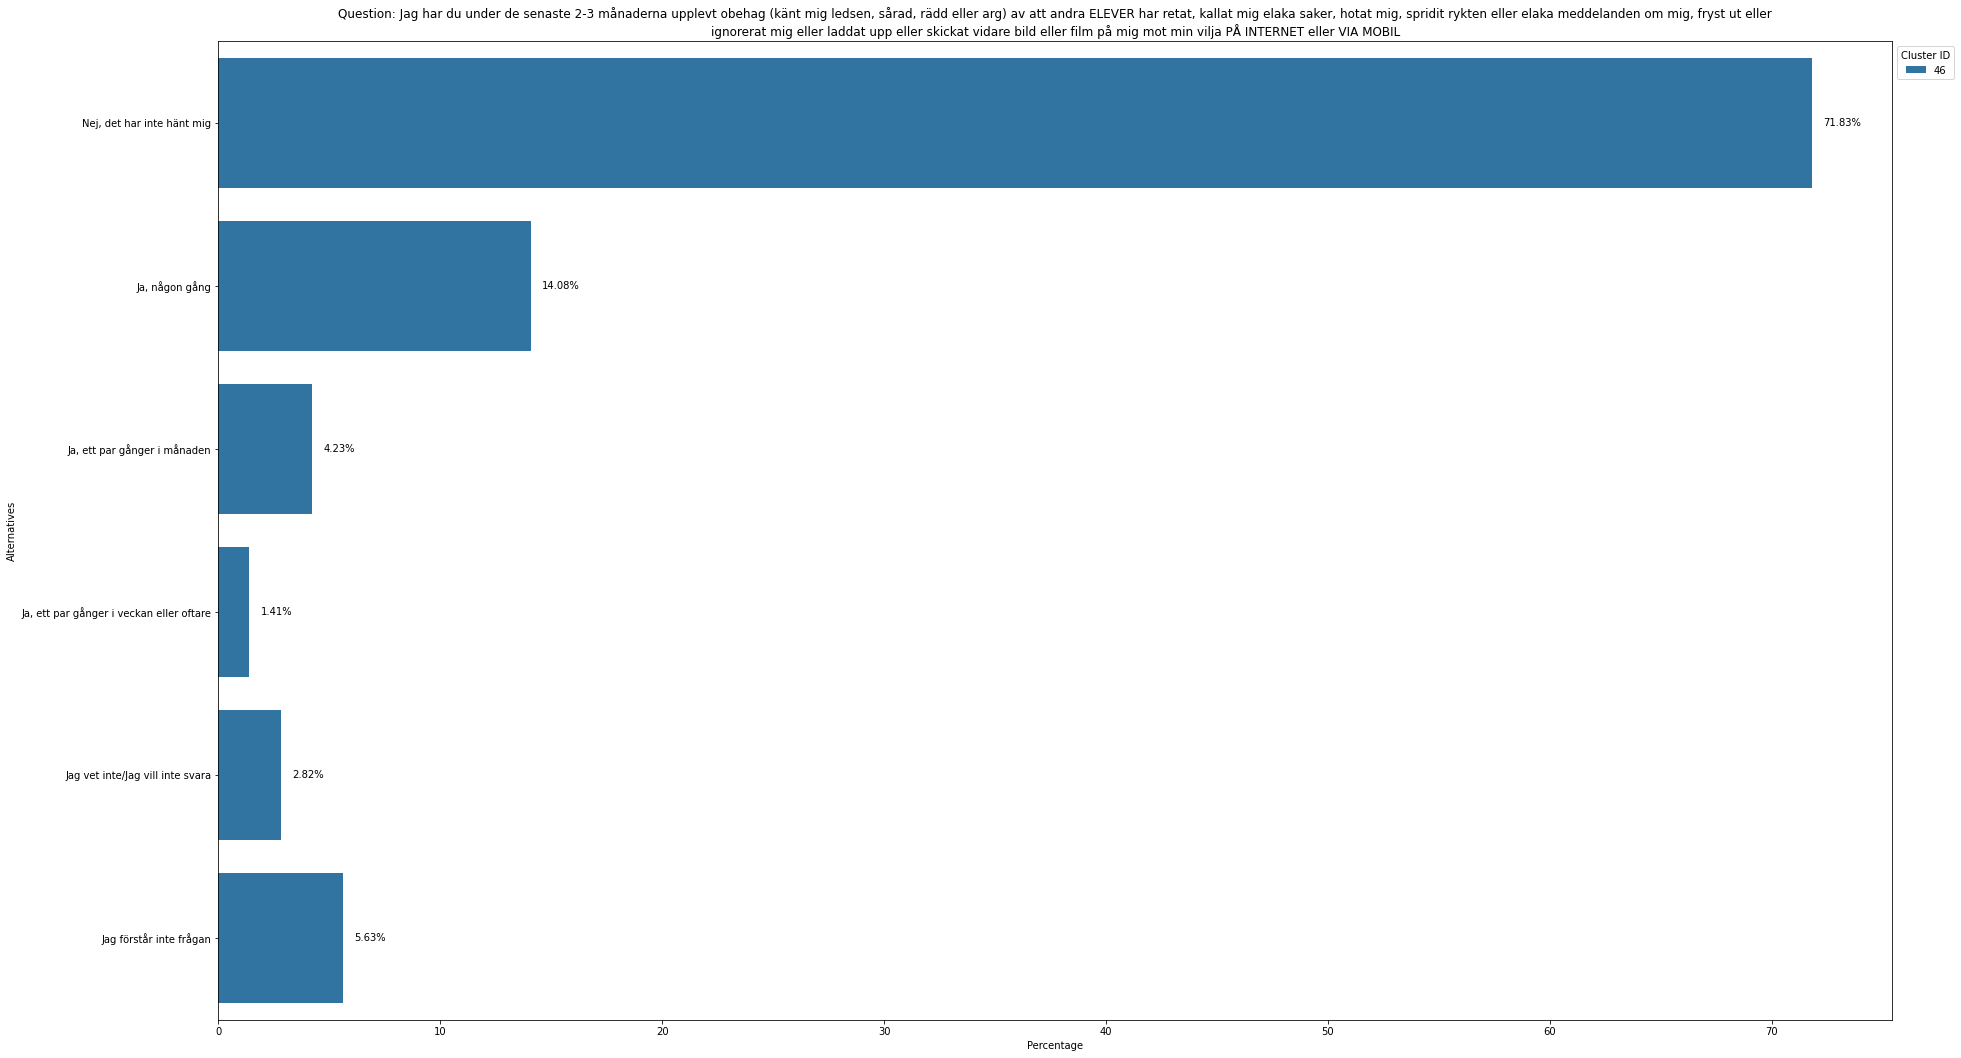 Question: Jag har du under de senaste 2-3 månaderna upplevt obehag (känt mig ledsen, sårad, rädd eller arg) av att andra ELEVER har retat, kallat mig elaka saker, hotat mig, spridit rykten eller elaka meddelanden om mig, fryst ut eller
ignorerat mig eller laddat upp eller skickat vidare bild eller film på mig mot min vilja PÅ INTERNET eller VIA MOBIL
Cluster ID
46
Nej, det har inte hänt mig
71.83%
Ja, någon gång
14.08%
Ja, ett par gånger i månaden
4.23%
Alternatives
Ja, ett par gånger i veckan eller oftare
1.41%
Jag vet inte/Jag vill inte svara
2.82%
Jag förstår inte frågan
5.63%
0 10 20 30 40 50 60 70
Percentage